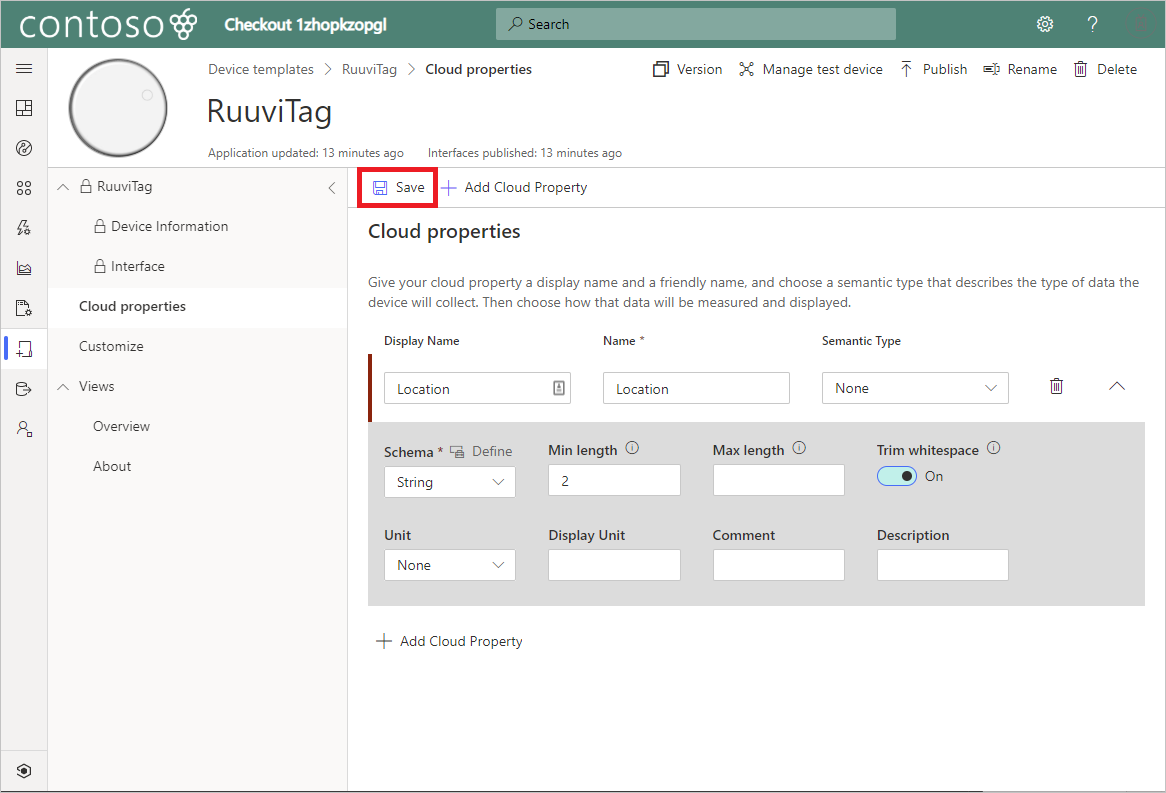 contoso
Checkout 1zhopkzopgl
Search
?
Device templates > RuuviTag > Cloud properties
Version
Manage test device
Publish
Rename
Delete
RuuviTag
Application updated: 13 minutes ago
Interfaces published: 13 minutes ago
RuuviTag
Device Information
Interface
Cloud properties
Customize
Views
Overview
About
Save
Add Cloud Property
Cloud properties
Give your cloud property a display name and a friendly name, and choose a semantic type that describes the type of data the
device will collect. Then choose how that data will be measured and displayed.
Display Name
Name *
Semantic Type
Location
Location
None
Schema *
Define
Min length
Max length
Trim whitespace
String
2
On
Unit
Display Unit
Comment
Description
None
Add Cloud Property